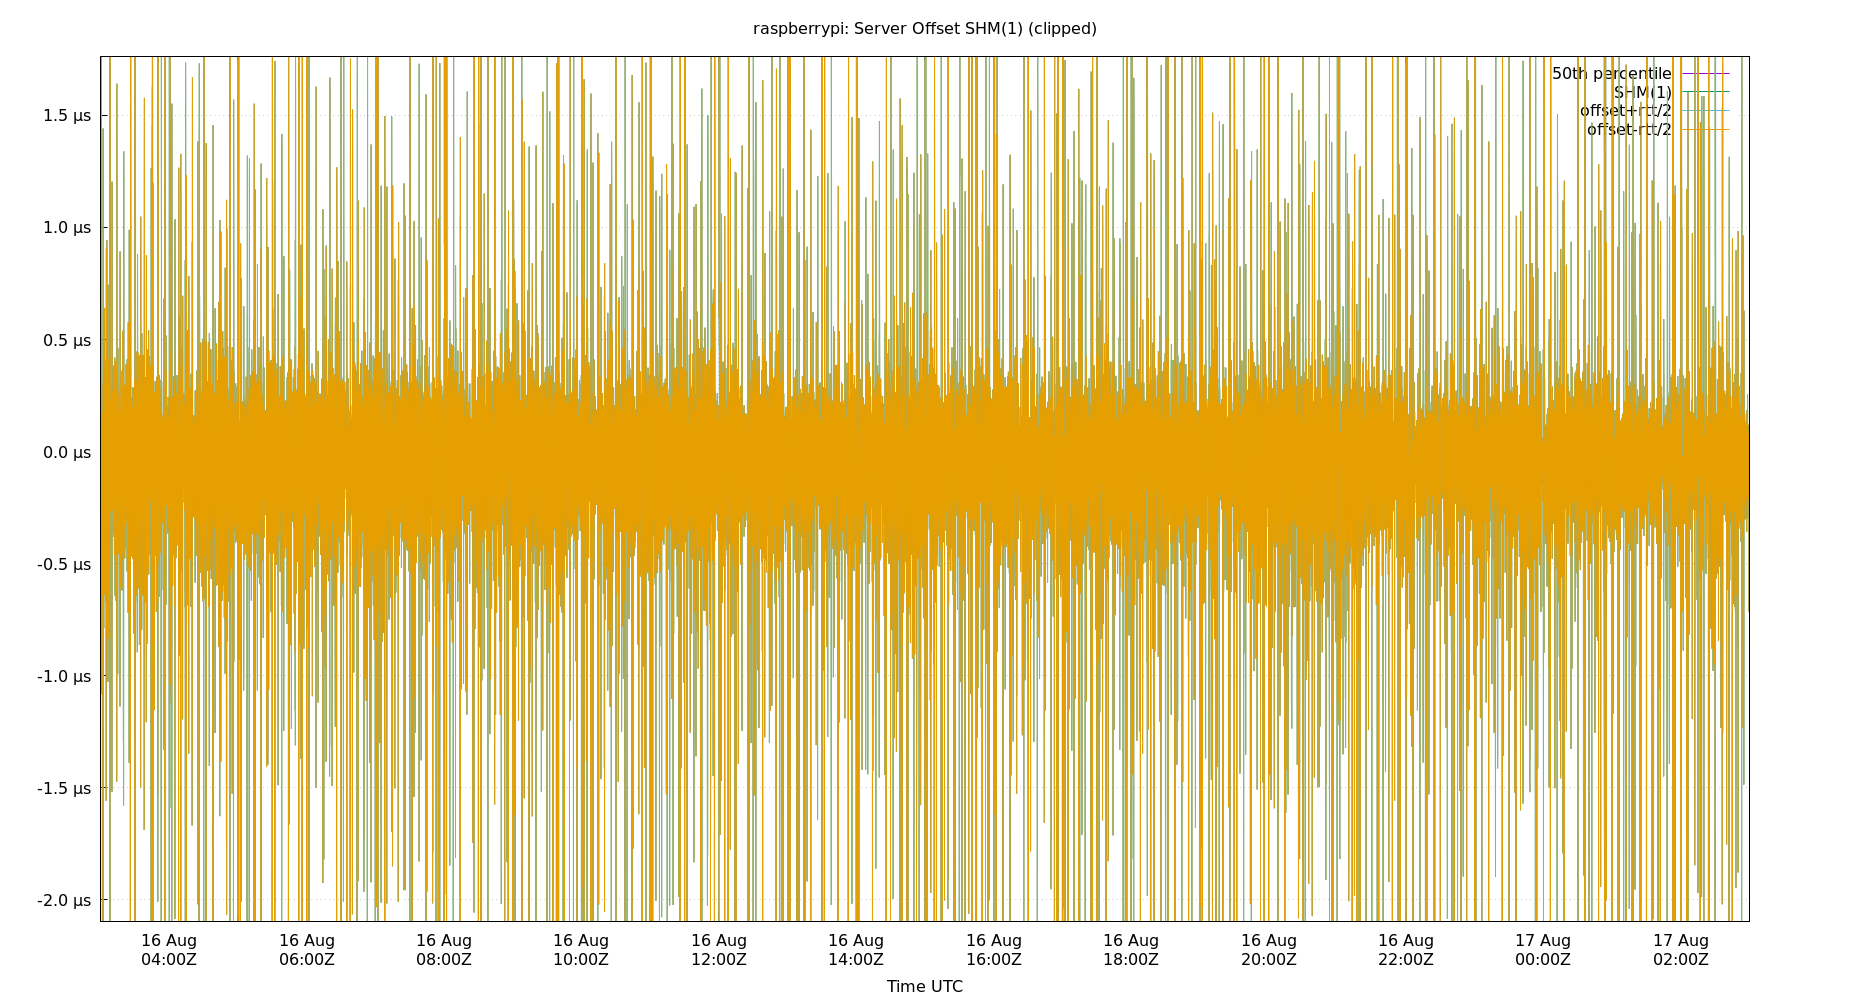 raspberrypi: Server Offset SHM(1) (clipped)
50th percentile
SHM(1)
offset+rtt/2
offset-rtt/2
1.5 µs
1.0 µs
0.5 µs
0.0 µs
-0.5 µs
-1.0 µs
-1.5 µs
-2.0 µs
16 Aug 16 Aug 16 Aug 16 Aug 16 Aug 16 Aug 16 Aug 16 Aug 16 Aug 16 Aug 17 Aug 17 Aug
04:00Z 06:00Z 08:00Z 10:00Z 12:00Z 14:00Z 16:00Z 18:00Z 20:00Z 22:00Z 00:00Z 02:00Z
Time UTC